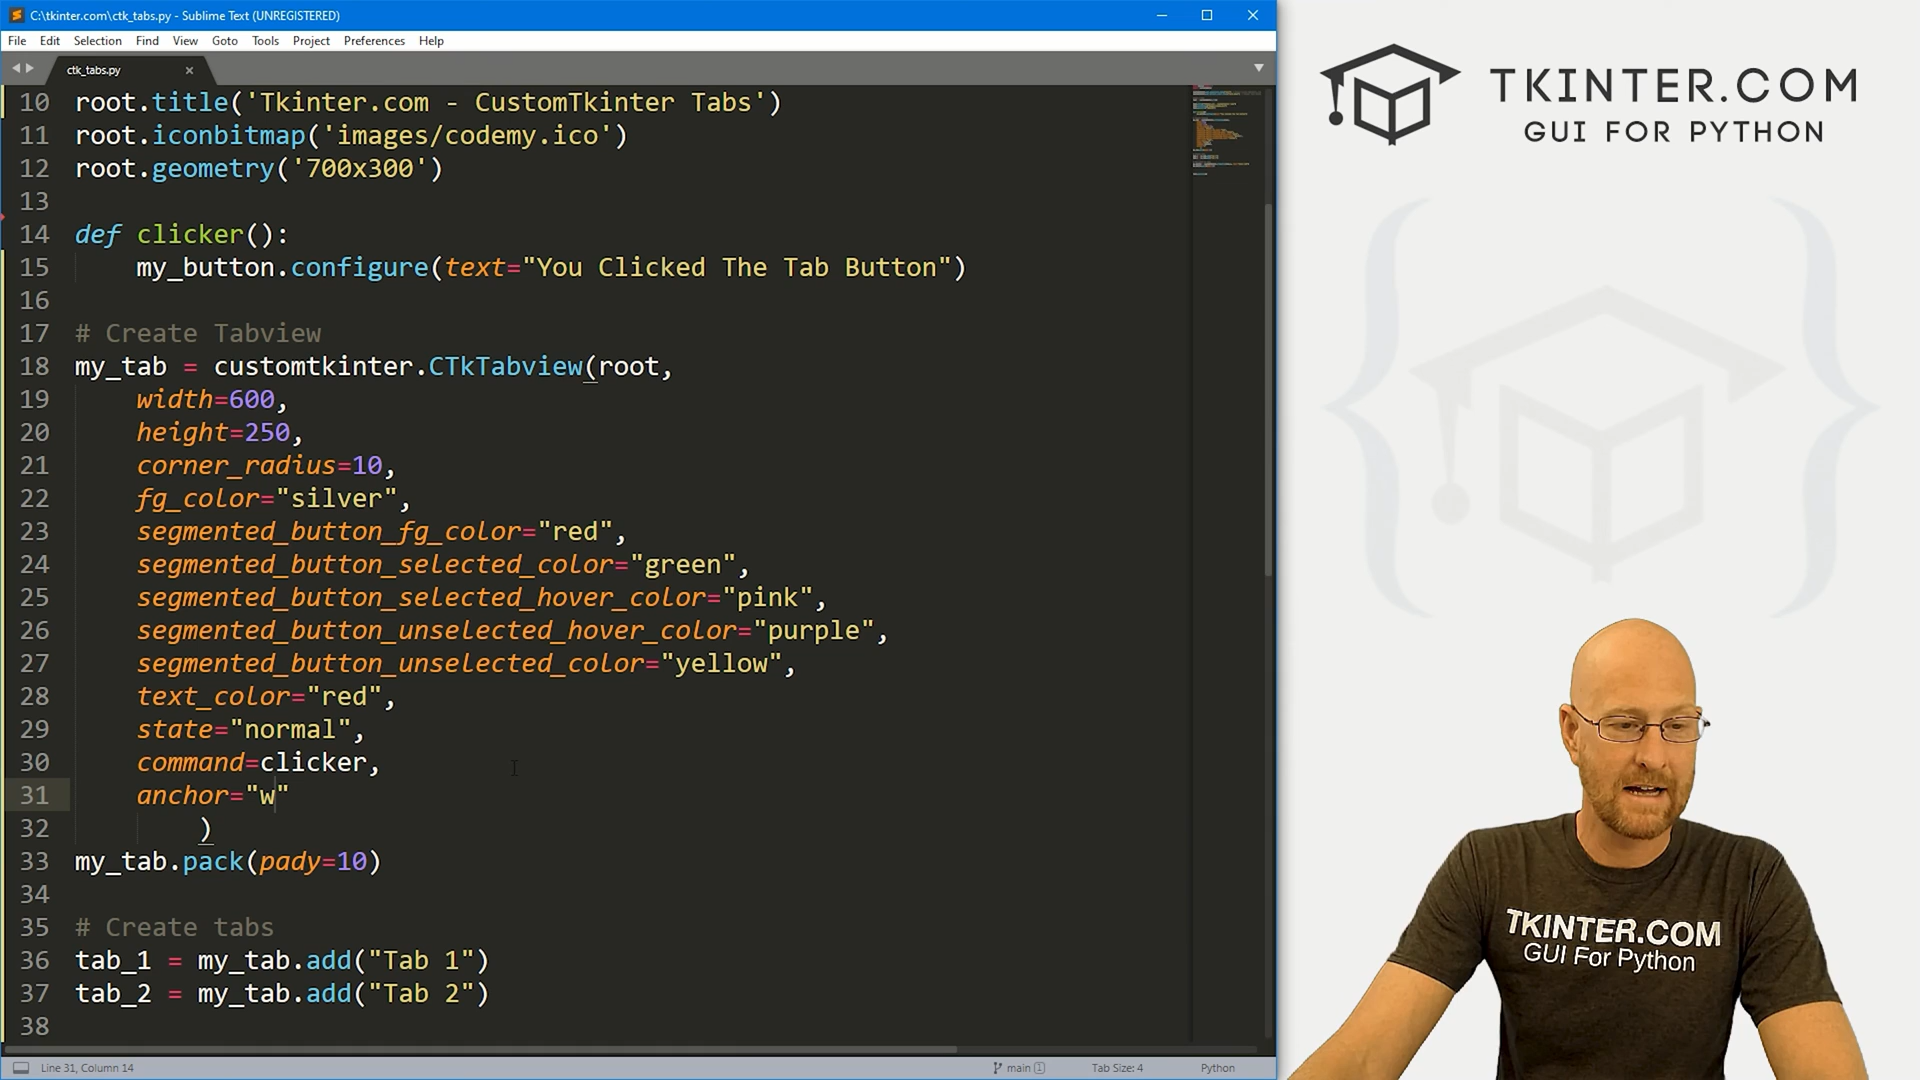 C:\tkinter.com\ctk_tabs.py - Sublime Text (UNREGISTERED)
File Edit Selection Find View Goto Tools Project Preferences Help
ctk_tabs.py
10 root.title('Tkinter.com - CustomTkinter Tabs')
11 root.iconbitmap('images/codemy.ico')
12 root.geometry('700x300')
13
14 def clicker():
15 my_button.configure(text="You Clicked The Tab Button")
16
17 # Create Tabview
18 my_tab = customtkinter.CTkTabview(root,
19 width=600,
20 height=250,
21 corner_radius=10,
22 fg_color="silver",
23 segmented_button_fg_color="red",
24 segmented_button_selected_color="green",
25 segmented_button_selected_hover_color="pink",
26 segmented_button_unselected_hover_color="purple",
27 segmented_button_unselected_color="yellow",
28 text_color="red",
29 state="normal",
30 command=clicker,
31 anchor="w"
32 )
33 my_tab.pack(pady=10)
34
35 # Create tabs
36 tab_1 = my_tab.add("Tab 1")
37 tab_2 = my_tab.add("Tab 2")
38
Line 31, Column 14
main 1
Tab Size: 4
Python
TKINTER.COM
GUI FOR PYTHON
TKINTER.COM
GUI For Python